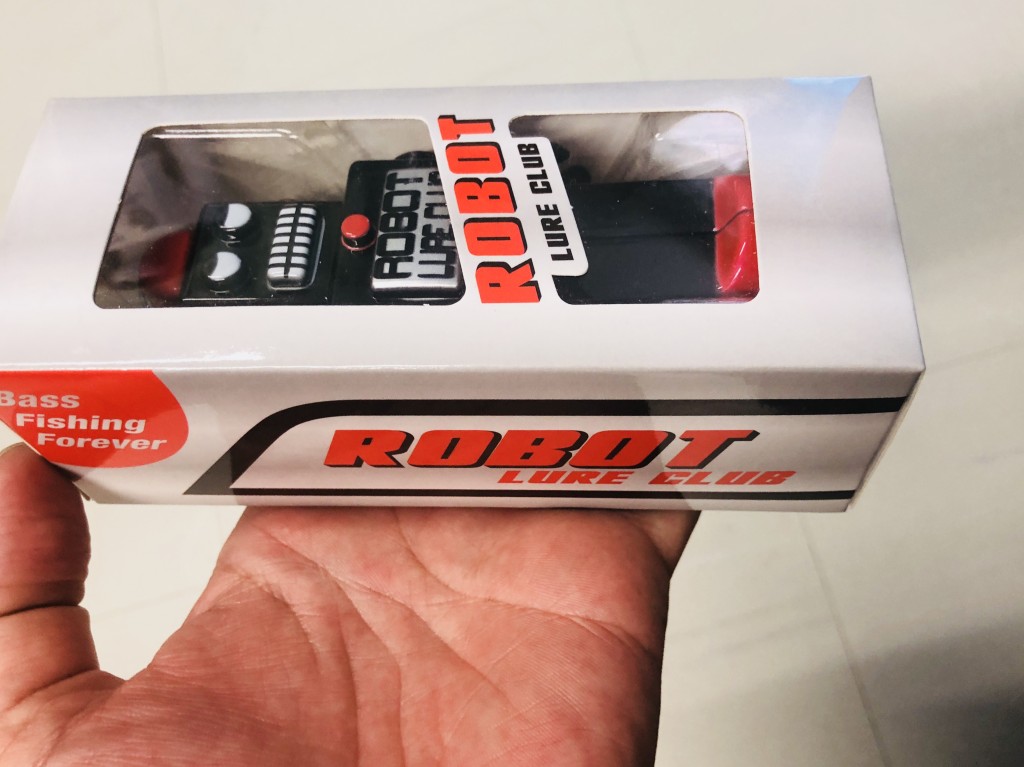 ROBOT
LURE CLUB
ROBOT
LURE CLUB
Bass
Fishing
Forever
ROBOT
LURE CLUB